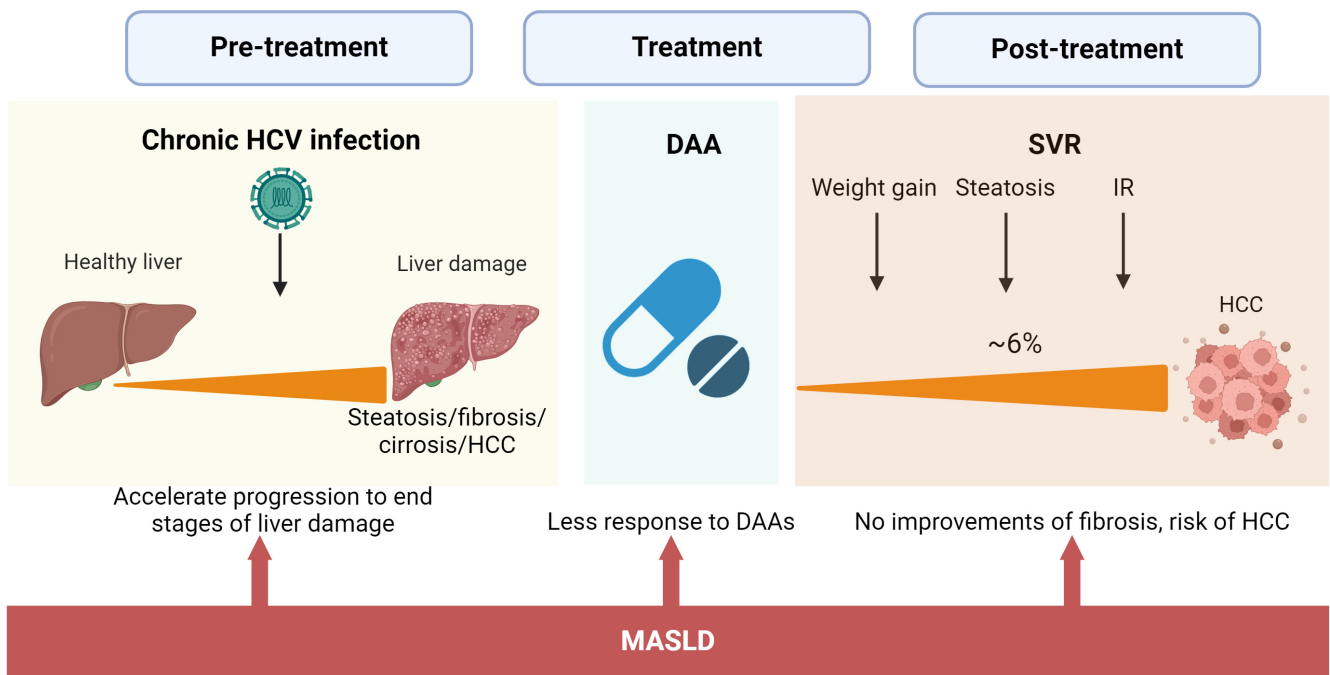 Pre-treatment
Treatment
Post-treatment
Chronic HCV infection
Healthy liver
Liver damage
Steatosis/fibrosis/
cirrosis/HCC
DAA
SVR
Weight gain
Steatosis
IR
~6%
HCC
Accelerate progression to end
stages of liver damage
Less response to DAAs
No improvements of fibrosis, risk of HCC
MASLD